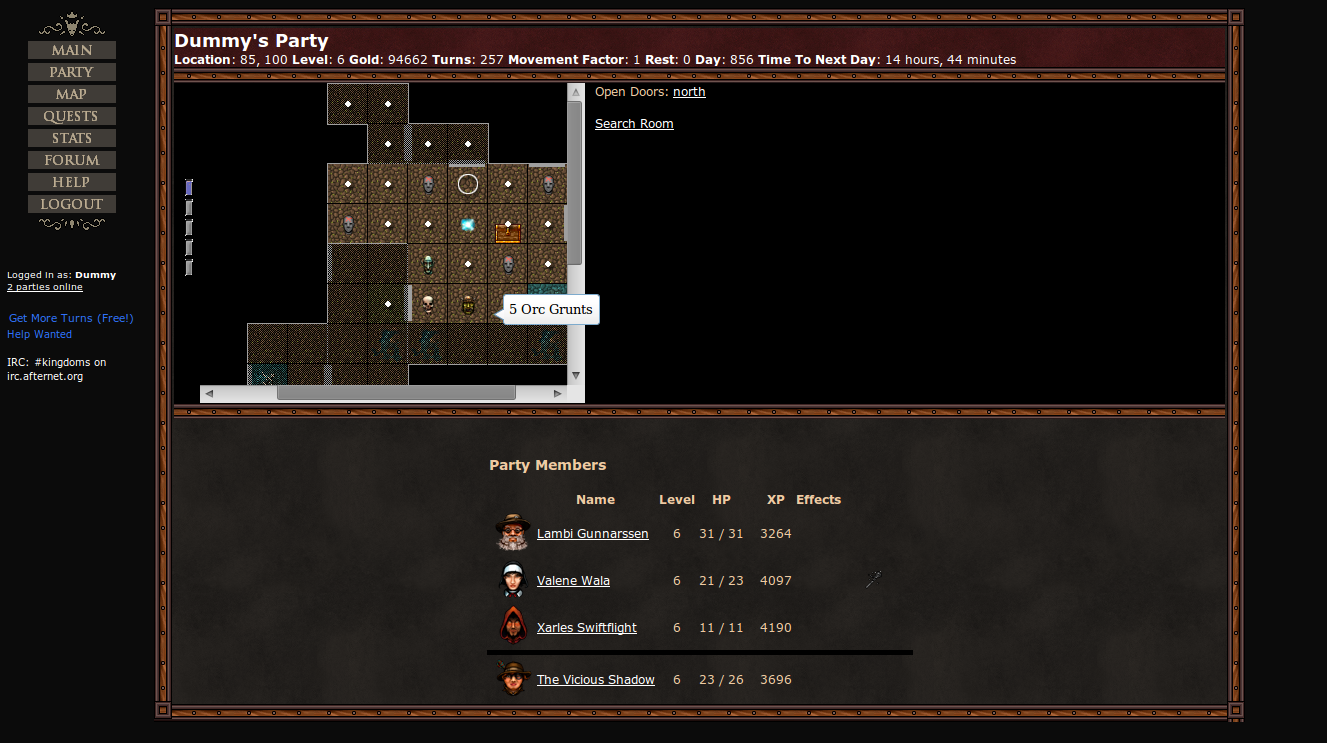 MAIN
PARTY
MAP
QUESTS
STATS
FORUM
HELP
LOGOUT
Logged in as: Dummy
2 parties online
Get More Turns (Free!)
Help Wanted
IRC: #kingdoms on
irc.afternet.org
Dummy's Party
Location: 85, 100 Level: 6 Gold: 94662 Turns: 257 Movement Factor: 1 Rest: 0 Day: 856 Time To Next Day: 14 hours, 44 minutes
Open Doors: north
Search Room
5 Orc Grunts
Party Members
Name Level HP XP Effects
Lambi Gunnarssen 6 31 / 31 3264
Valene Wala 6 21 / 23 4097
Xarles Swiftflight 6 11 / 11 4190
The Vicious Shadow 6 23 / 26 3696